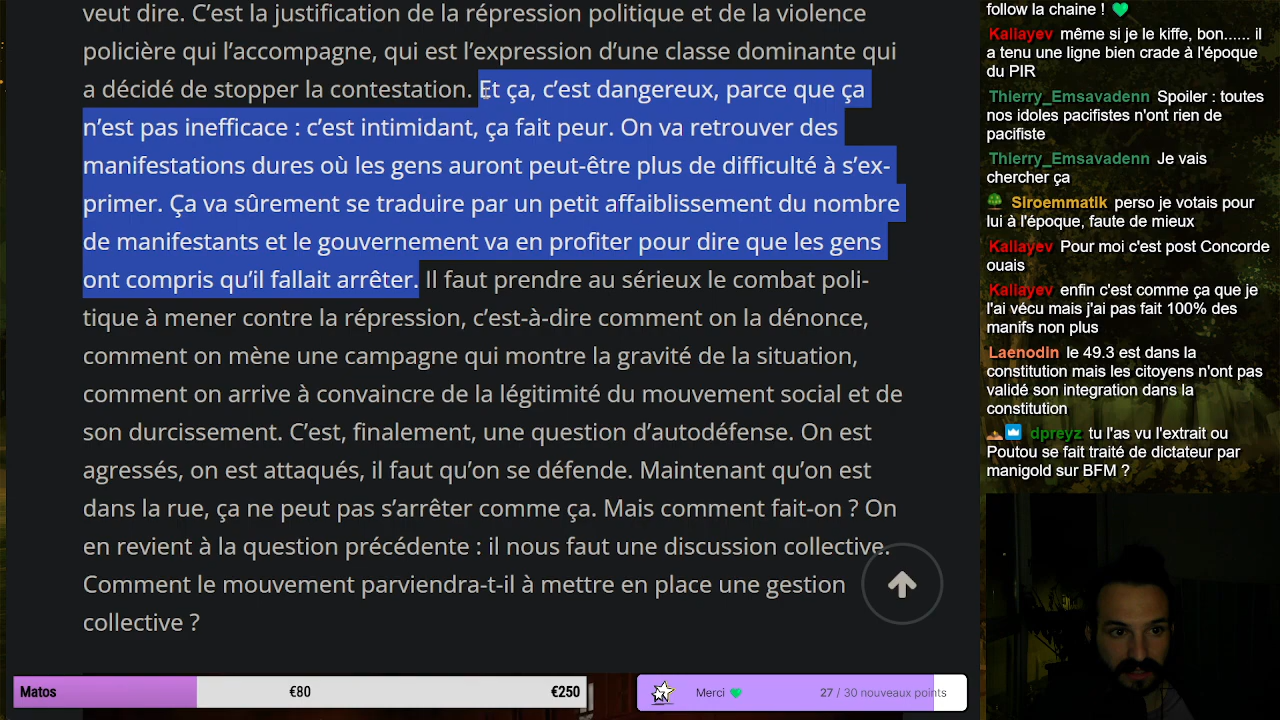 veut dire. C’est la justification de la répression politique et de la violence
policière qui l’accompagne, qui est l’expression d’une classe dominante qui
a décidé de stopper la contestation. Et ça, c’est dangereux, parce que ça
n’est pas inefficace : c’est intimidant, ça fait peur. On va retrouver des
manifestations dures où les gens auront peut-être plus de difficulté à s’ex-
primer. Ça va sûrement se traduire par un petit affaiblissement du nombre
de manifestants et le gouvernement va en profiter pour dire que les gens
ont compris qu’il fallait arrêter. Il faut prendre au sérieux le combat poli-
tique à mener contre la répression, c’est-à-dire comment on la dénonce,
comment on mène une campagne qui montre la gravité de la situation,
comment on arrive à convaincre de la légitimité du mouvement social et de
son durcissement. C’est, finalement, une question d’autodéfense. On est
agressés, on est attaqués, il faut qu’on se défende. Maintenant qu’on est
dans la rue, ça ne peut pas s’arrêter comme ça. Mais comment fait-on ? On
en revient à la question précédente : il nous faut une discussion collective.
Comment le mouvement parviendra-t-il à mettre en place une gestion
collective ?
Matos €80 €250
Merci 27 / 30 nouveaux points
follow la chaine !
Kallayev même si je le kiffe, bon...... il
a tenu une ligne bien crade à l'époque
du PIR
Thierry_Emsavadenn Spoiler : toutes
nos idoles pacifistes n'ont rien de
pacifiste
Thierry_Emsavadenn Je vais
chercher ça
Siroemmatik perso je votais pour
lui à l'époque, faute de mieux
Kallayev Pour moi c'est post Concorde
ouais
Kallayev enfin c'est comme ça que je
l'ai vécu mais j'ai pas fait 100% des
manifs non plus
LaenodIn le 49.3 est dans la
constitution mais les citoyens n'ont pas
validé son integration dans la
constitution
dpreyz tu l'as vu l'extrait ou
Poutou se fait traité de dictateur par
manigold sur BFM ?